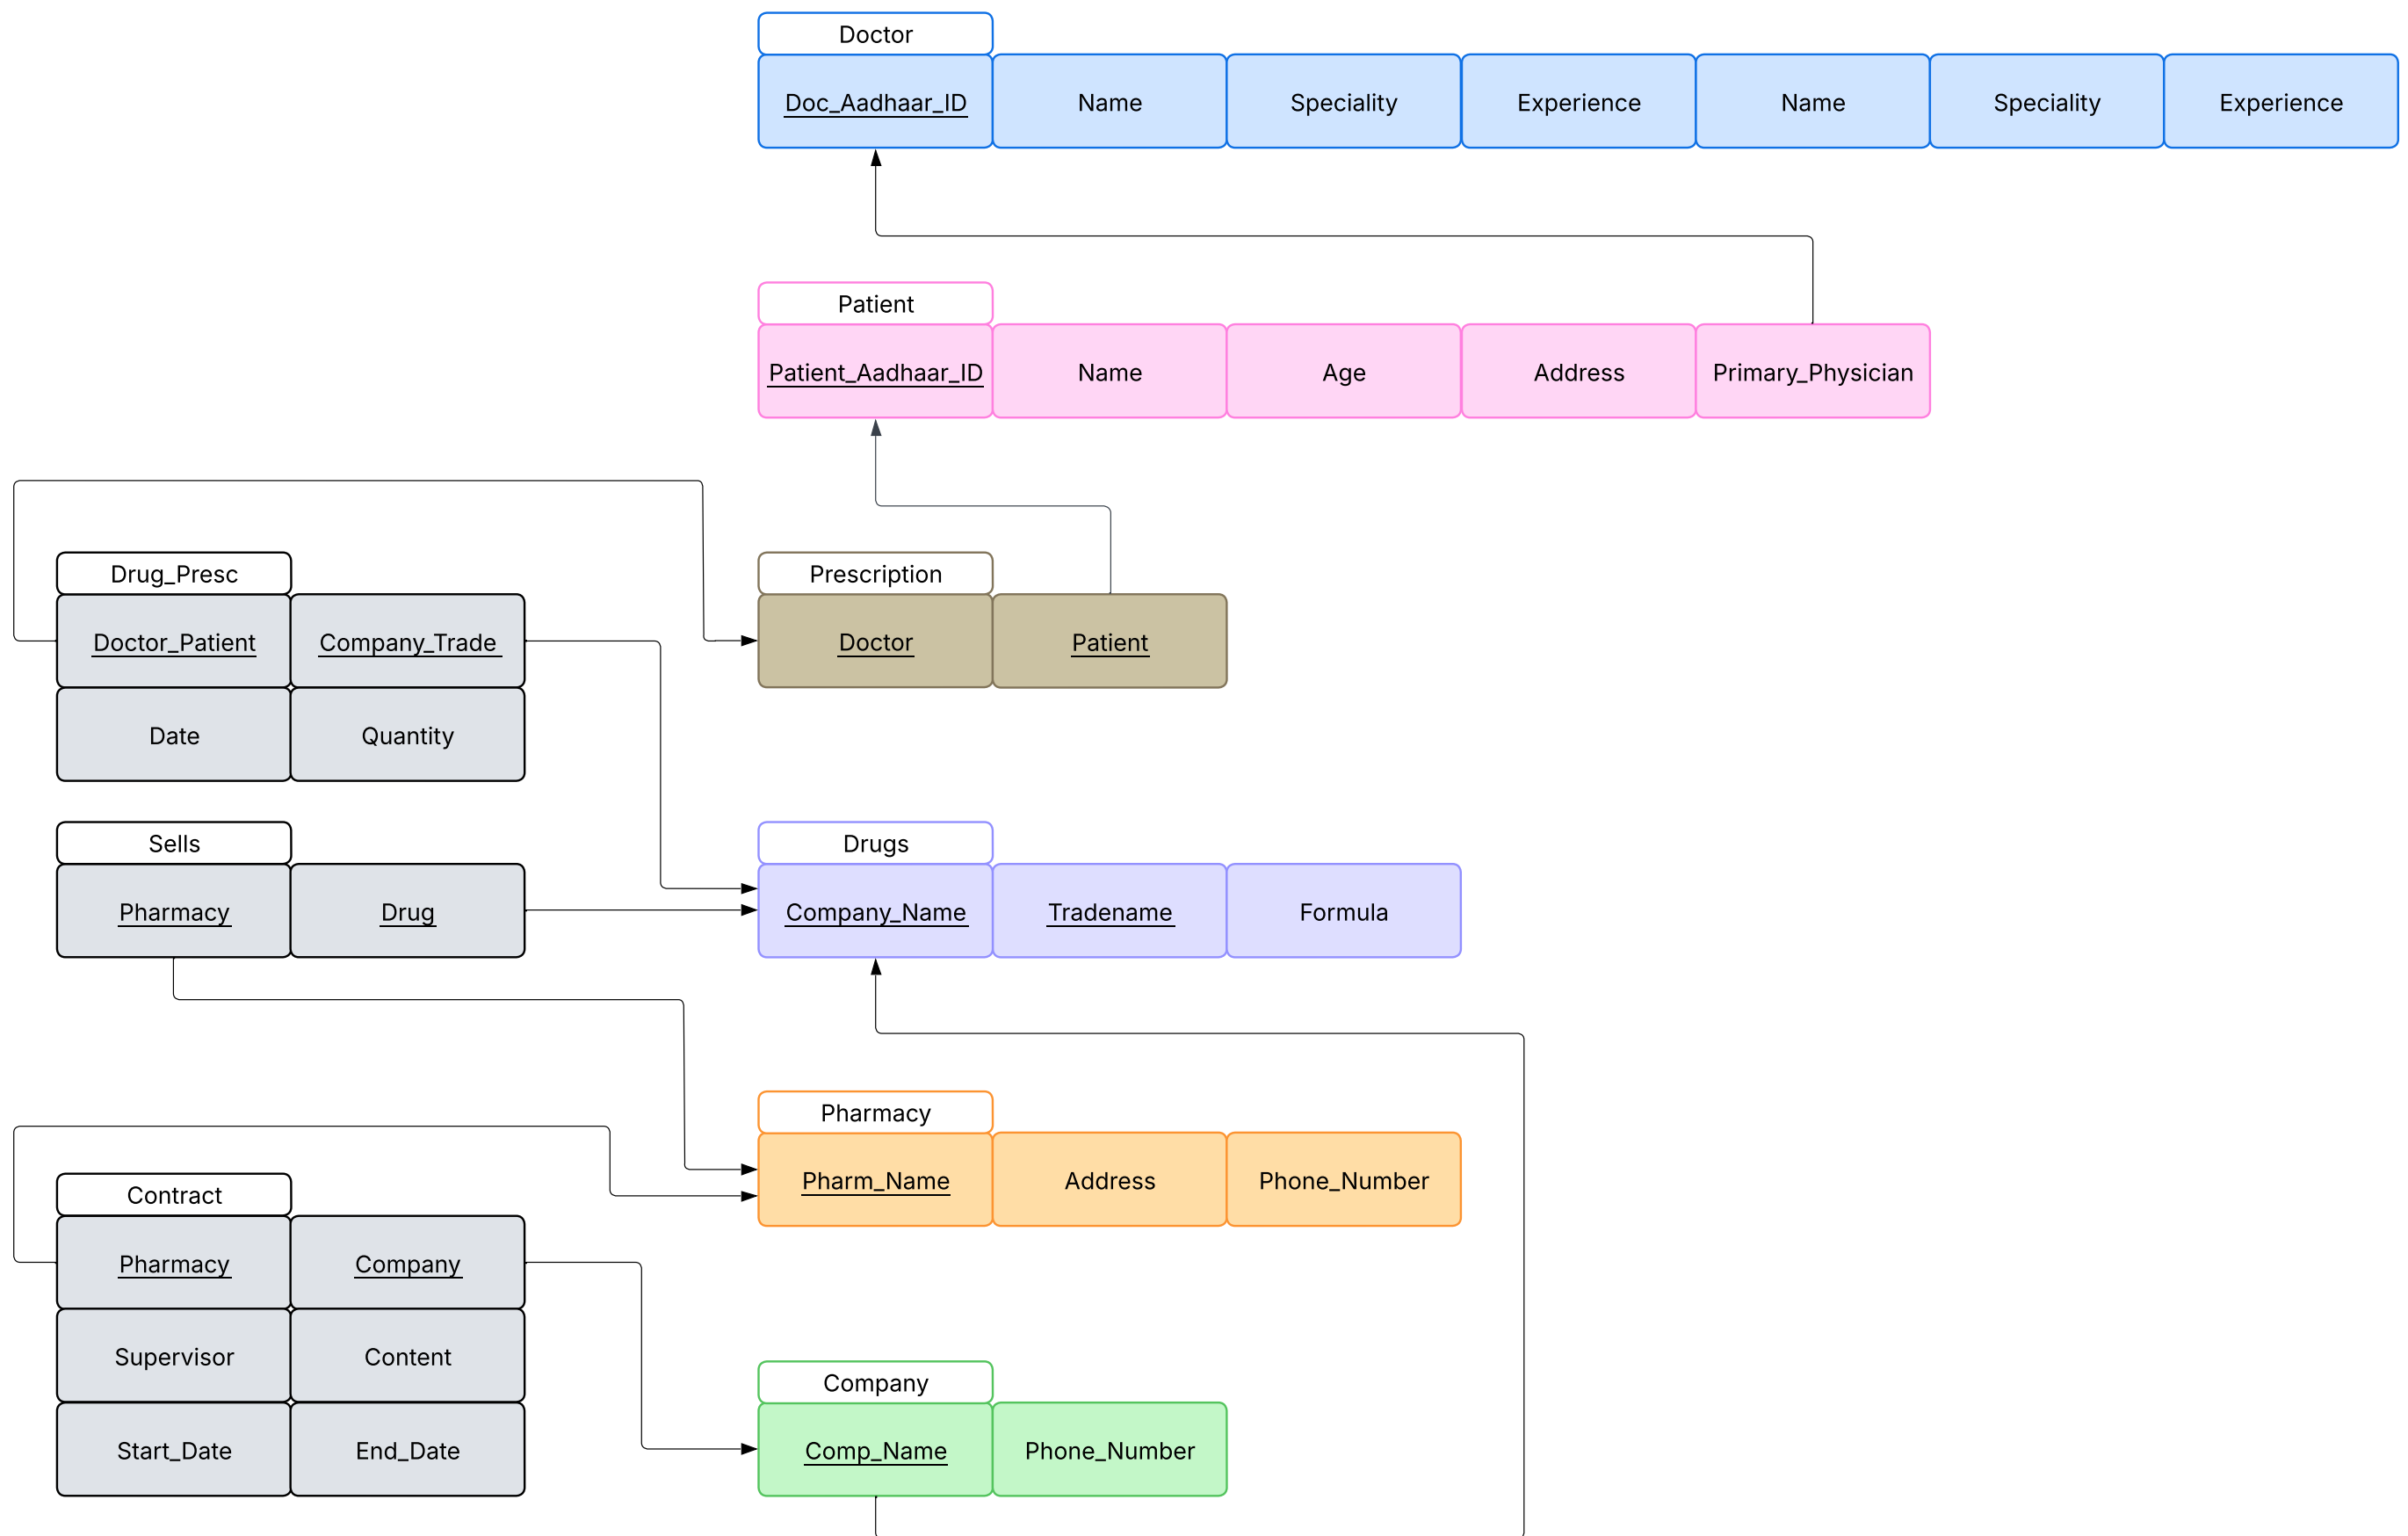 Doctor
Doc_Aadhaar_ID Name Speciality Experience Name Speciality Experience
Patient
Patient_Aadhaar_ID Name Age Address Primary_Physician
Drug_Presc
Doctor_Patient Company_Trade
Date Quantity
Prescription
Doctor Patient
Sells
Pharmacy Drug
Drugs
Company_Name Tradename Formula
Pharmacy
Pharm_Name Address Phone_Number
Contract
Pharmacy Company
Supervisor Content
Start_Date End_Date
Company
Comp_Name Phone_Number